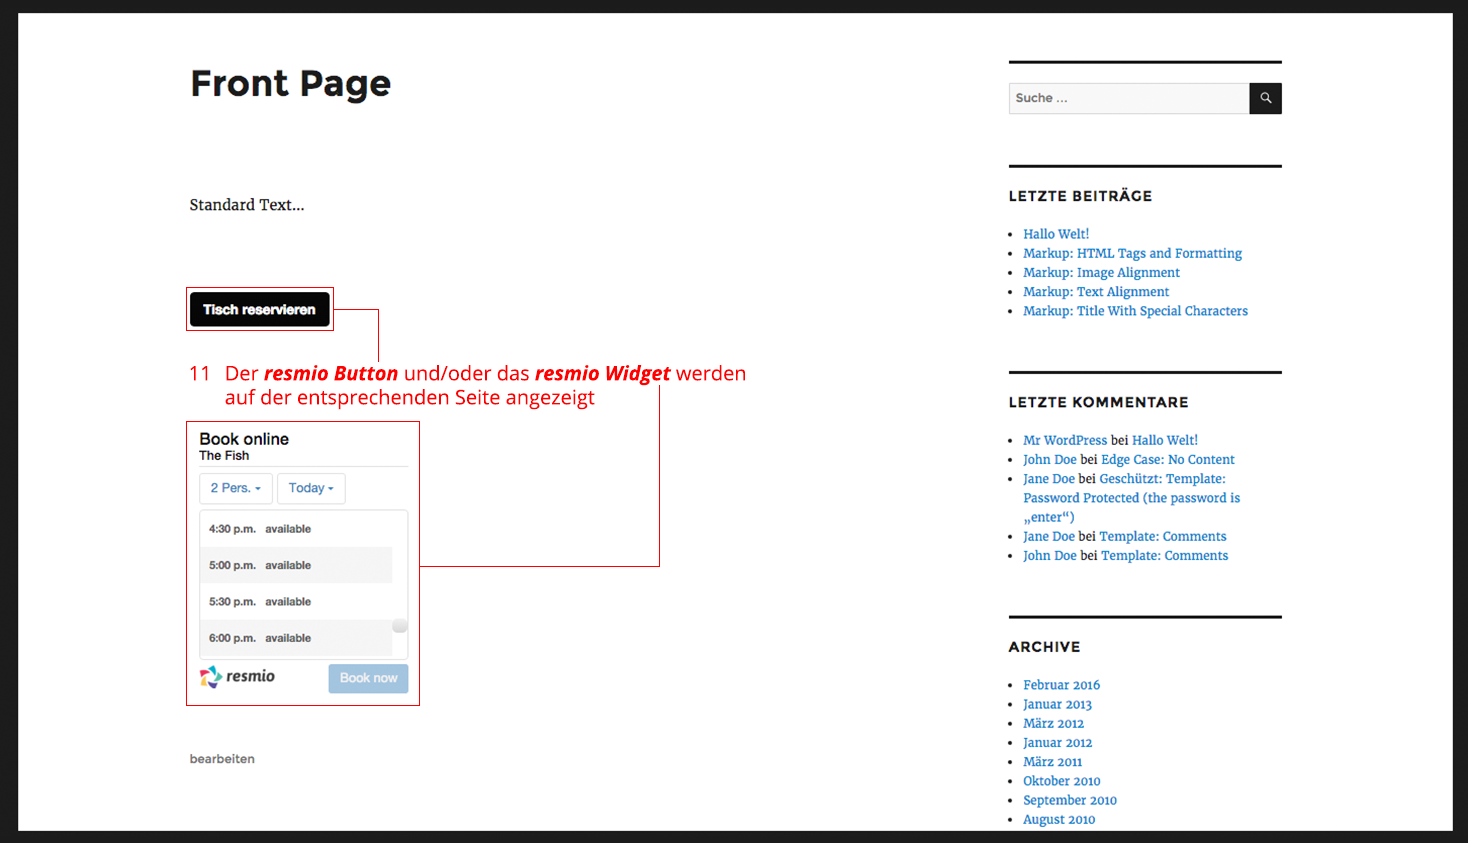 Front Page
Standard Text...
Tisch reservieren
11 Der resmio Button und/oder das resmio Widget werden
auf der entsprechenden Seite angezeigt
Book online
The Fish
2 Pers.
Today
4:30 p.m. available
5:00 p.m. available
5:30 p.m. available
6:00 p.m. available
resmio
Book now
bearbeiten
Suche ...
LETZTE BEITRÄGE
Hallo Welt!
Markup: HTML Tags and Formatting
Markup: Image Alignment
Markup: Text Alignment
Markup: Title With Special Characters
LETZTE KOMMENTARE
Mr WordPress bei Hallo Welt!
John Doe bei Edge Case: No Content
Jane Doe bei Geschützt: Template:
Password Protected (the password is
„enter“)
Jane Doe bei Template: Comments
John Doe bei Template: Comments
ARCHIVE
Februar 2016
Januar 2013
März 2012
Januar 2012
März 2011
Oktober 2010
September 2010
August 2010